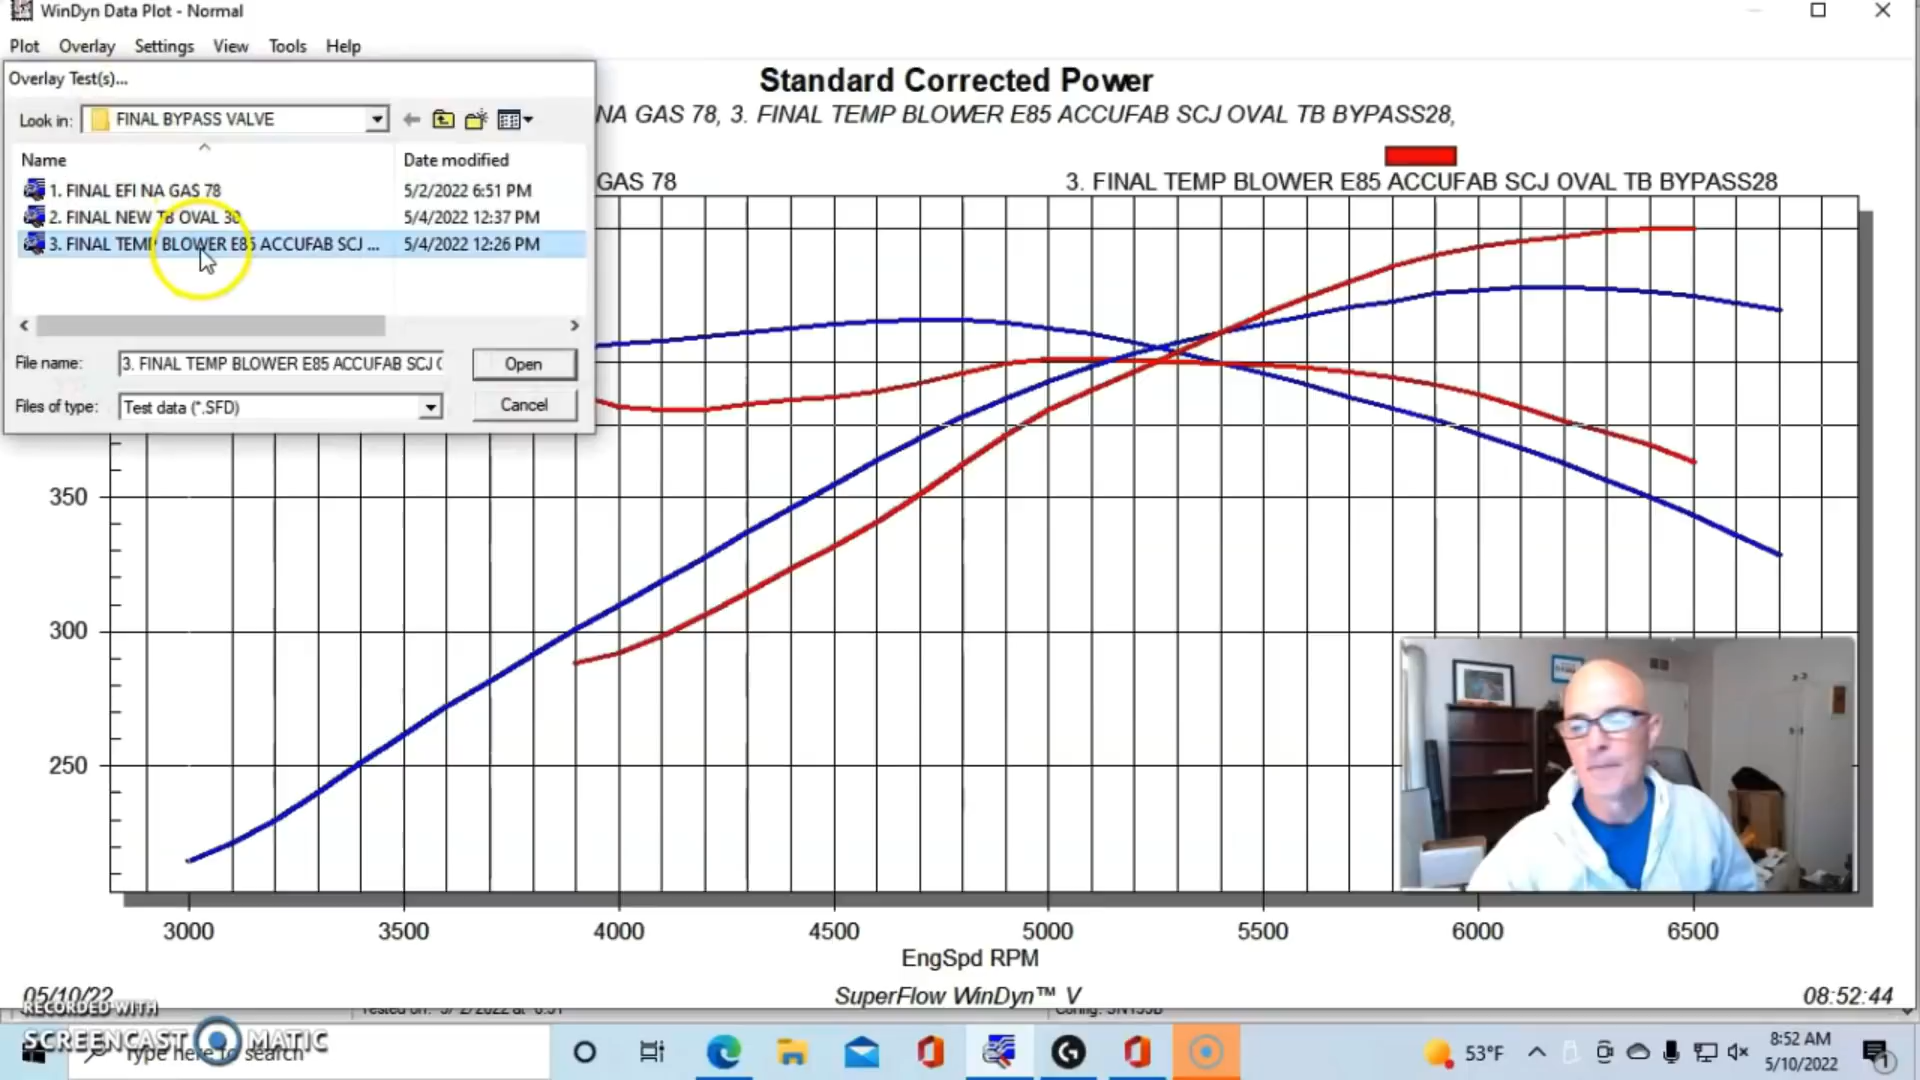 WinDyn Data Plot - Normal
Plot Overlay Settings View Tools Help
Overlay Test(s)...
Look in: FINAL BYPASS VALVE
Name Date modified
1. FINAL EFI NA GAS 78 5/2/2022 6:51 PM
2. FINAL NEW TB OVAL 30 5/4/2022 12:37 PM
3. FINAL TEMP BLOWER E85 ACCUFAB SCJ ... 5/4/2022 12:26 PM
File name: 3. FINAL TEMP BLOWER E85 ACCUFAB SCJ Open
Files of type: Test data (*.SFD) Cancel
Standard Corrected Power
NA GAS 78, 3. FINAL TEMP BLOWER E85 ACCUFAB SCJ OVAL TB BYPASS28,
GAS 78 3. FINAL TEMP BLOWER E85 ACCUFAB SCJ OVAL TB BYPASS28
350
300
250
3000 3500 4000 4500 5000 5500 6000 6500
EngSpd RPM
05/10/22 SuperFlow WinDyn™ V 08:52:44
RECORDED WITH
SCREENCAST MATIC
Type here to search
53°F
8:52 AM
5/10/2022
1